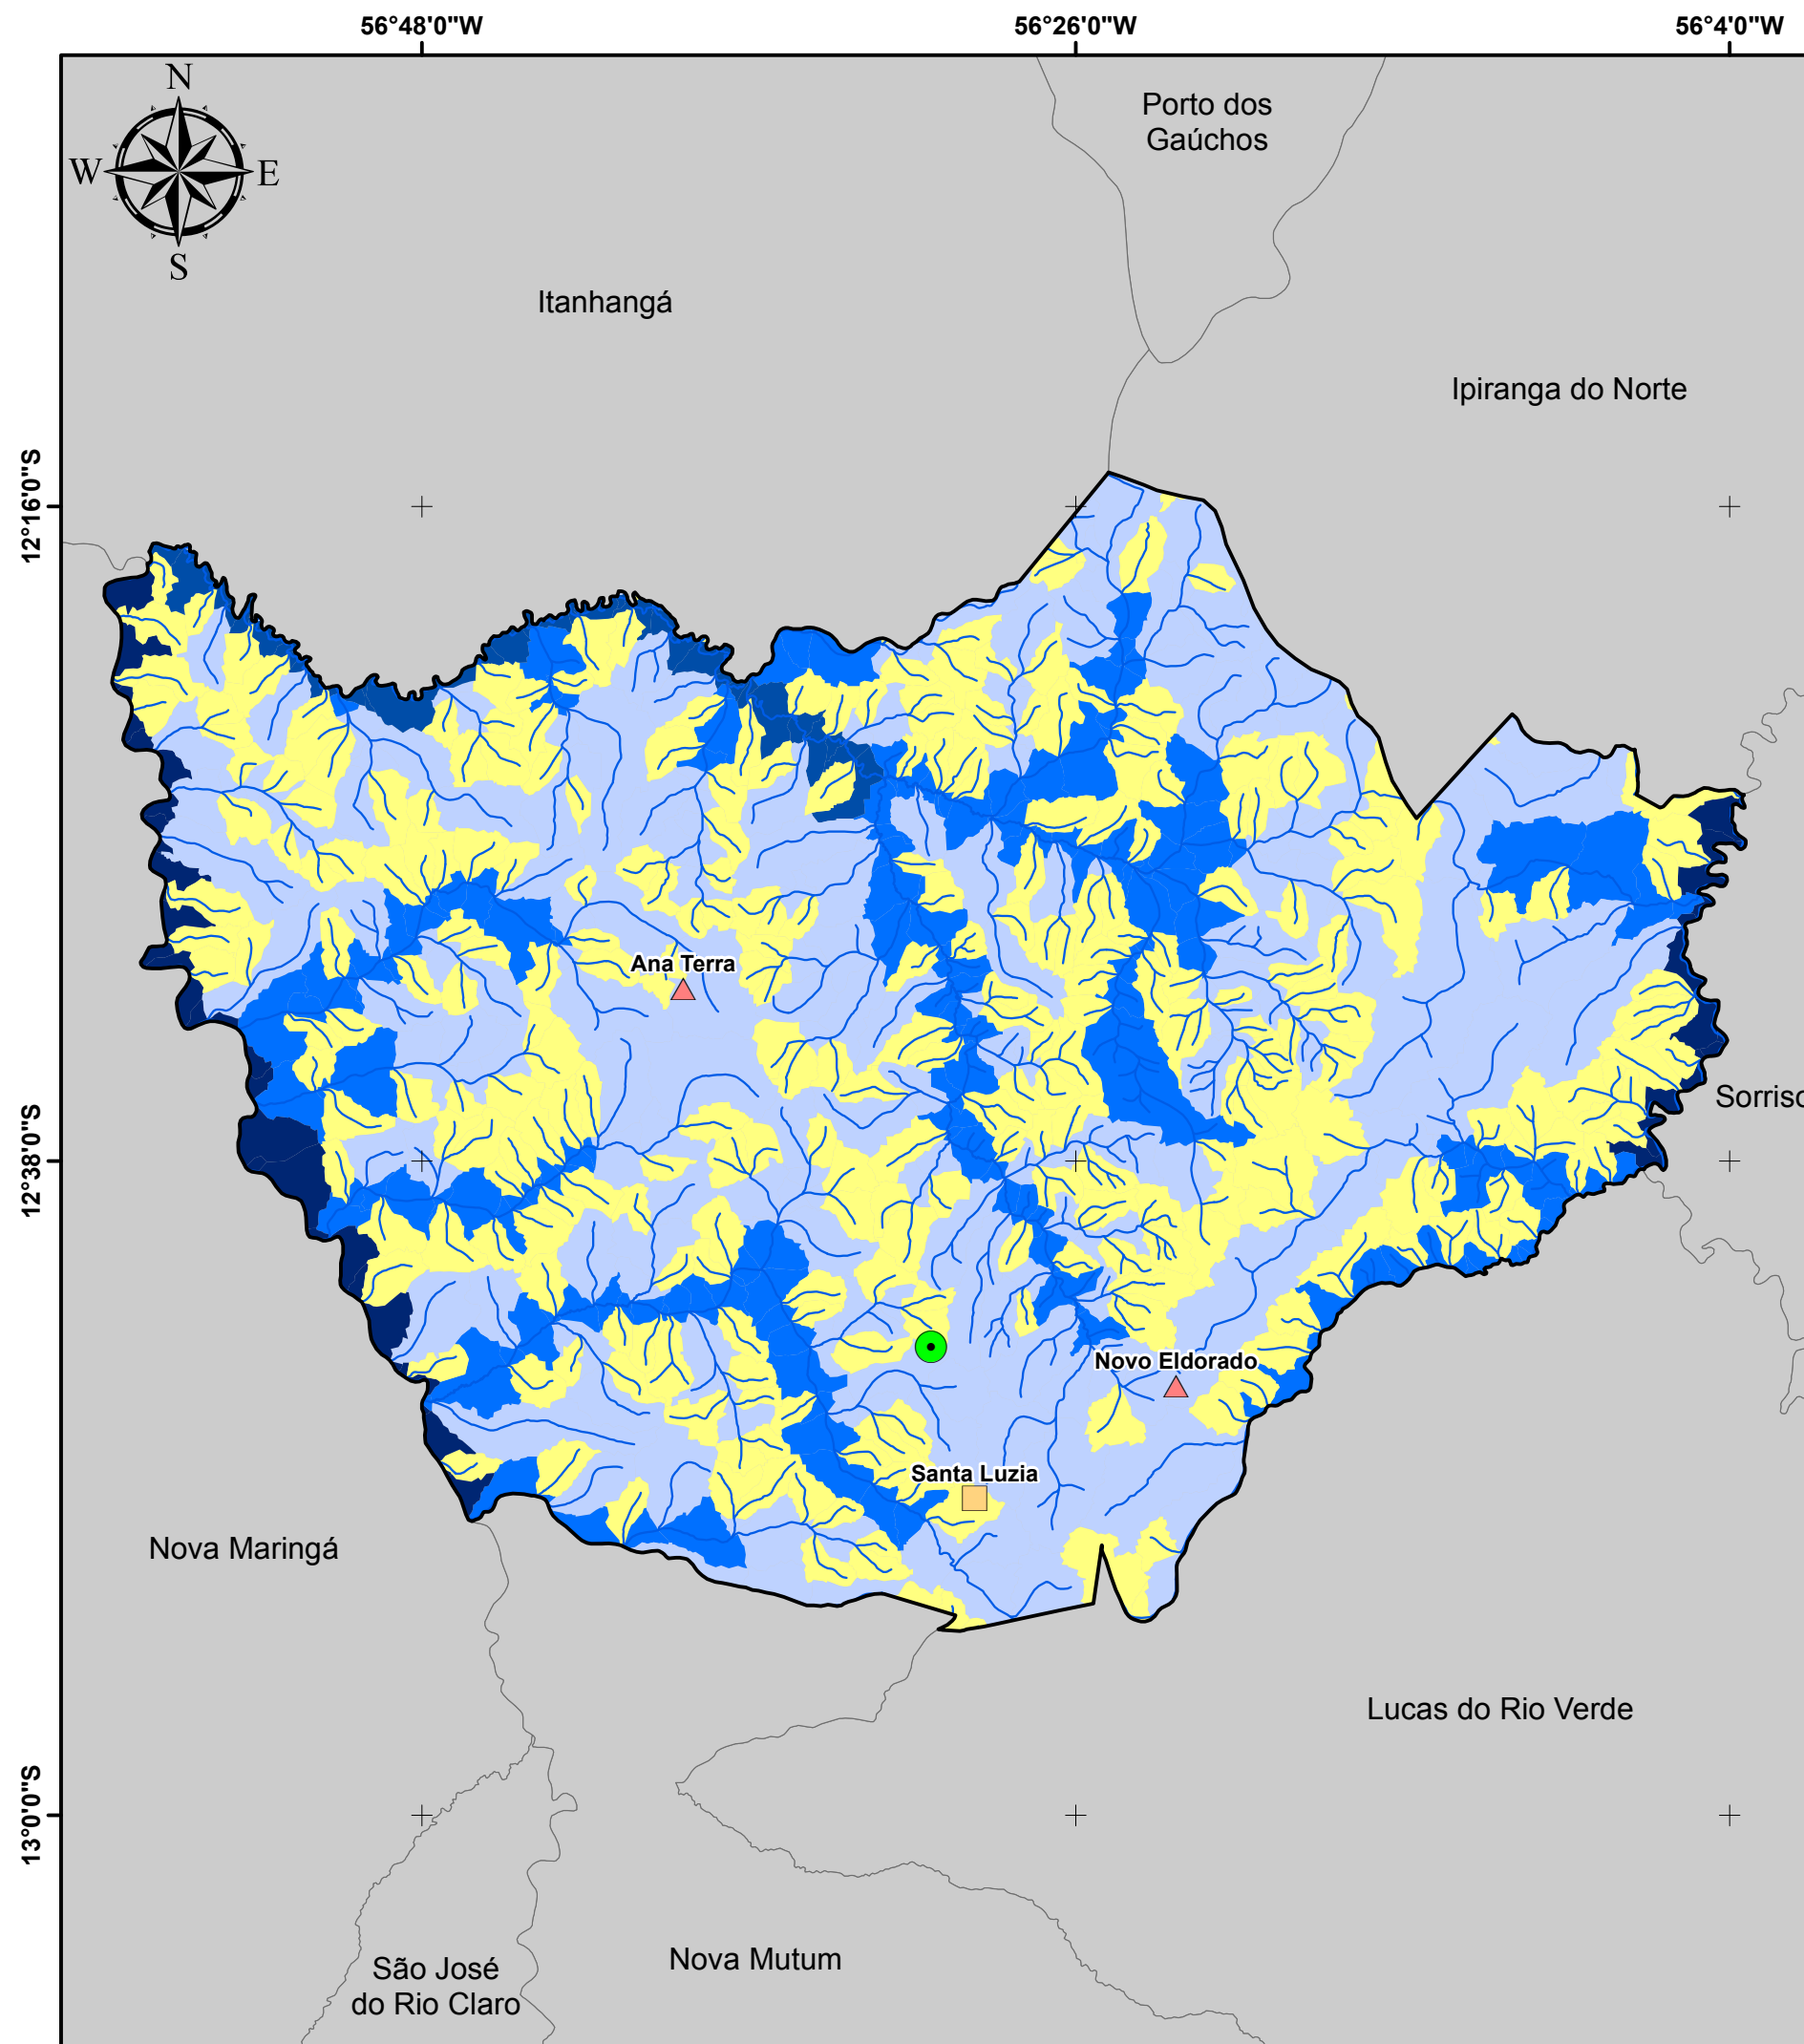 56°48'0"W
56°26'0"W
56°4'0"W
N
W
E
S
Porto dos
Gaúchos
Itanhangá
Ipiranga do Norte
12°16'0"S
Ana Terra
Sorriso
12°38'0"S
Novo Eldorado
Santa Luzia
Nova Maringá
Lucas do Rio Verde
13°0'0"S
Nova Mutum
São José
do Rio Claro